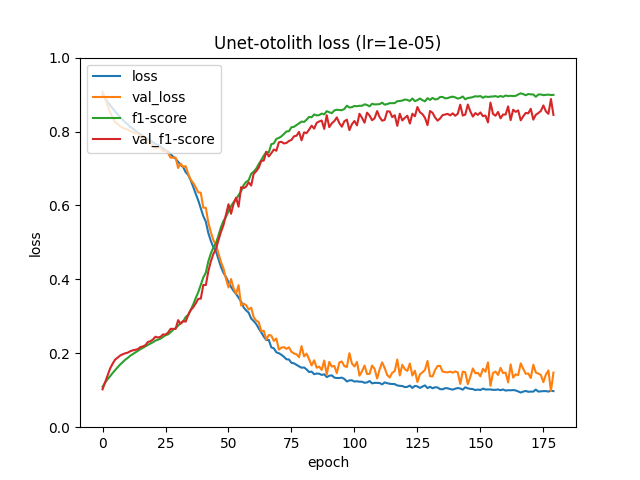 Unet-otolith loss (lr=1e-05)
loss
val_loss
f1-score
val_f1-score
1.0
0.8
0.6
0.4
0.2
0.0
loss
0 25 50 75 100 125 150 175
epoch